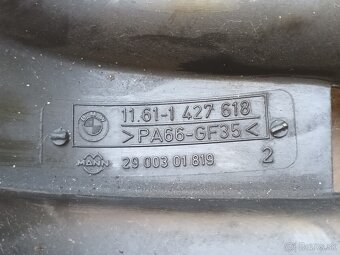 11.61-1 427 618
>PA66-GF35<
MANN
29 003 01 819
2